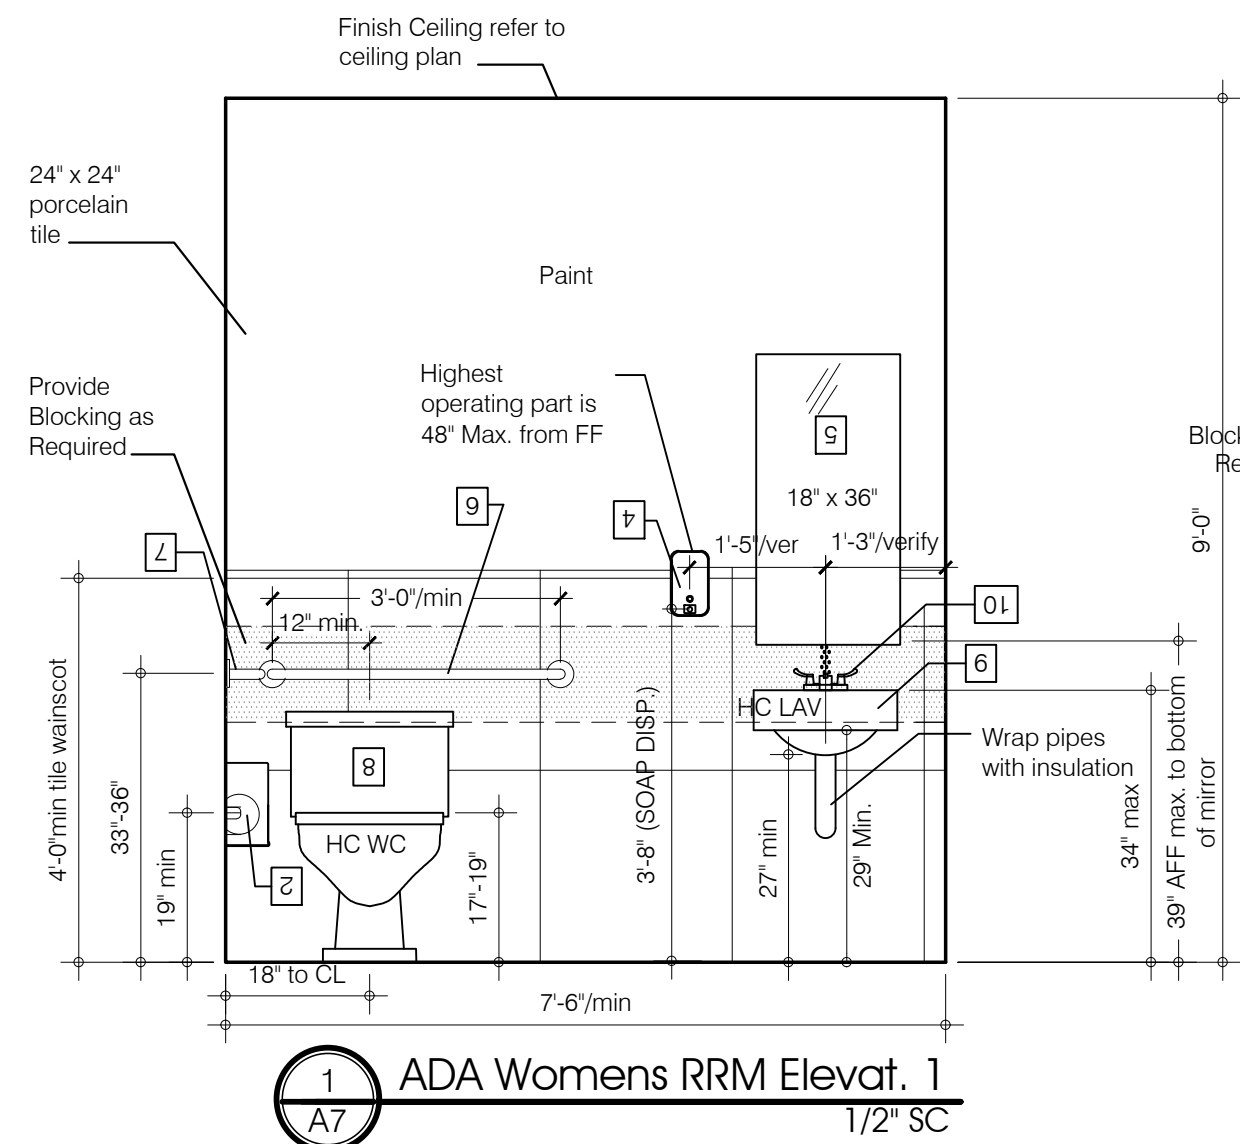 Finish Ceiling refer to
ceiling plan
24" x 24"
porcelain
tile
Paint
Provide
Blocking as
Required
Highest
operating part is
48" Max. from FF
5
18" x 36"
Block
Re
9'-0"
6
4
7
1'-5"/ver
1'-3"/verify
3'-0"/min
12" min.
10
9
HC LAV
Wrap pipes
with insulation
8
HC WC
2
4'-0"min tile wainscot
33"-36"
19" min
17"-19"
3'-8" (SOAP DISP.)
27" min
29" Min.
34" max
39" AFF max. to bottom
of mirror
18" to CL
7'-6"/min
1
A7
ADA Womens RRM Elevat. 1
1/2" SC